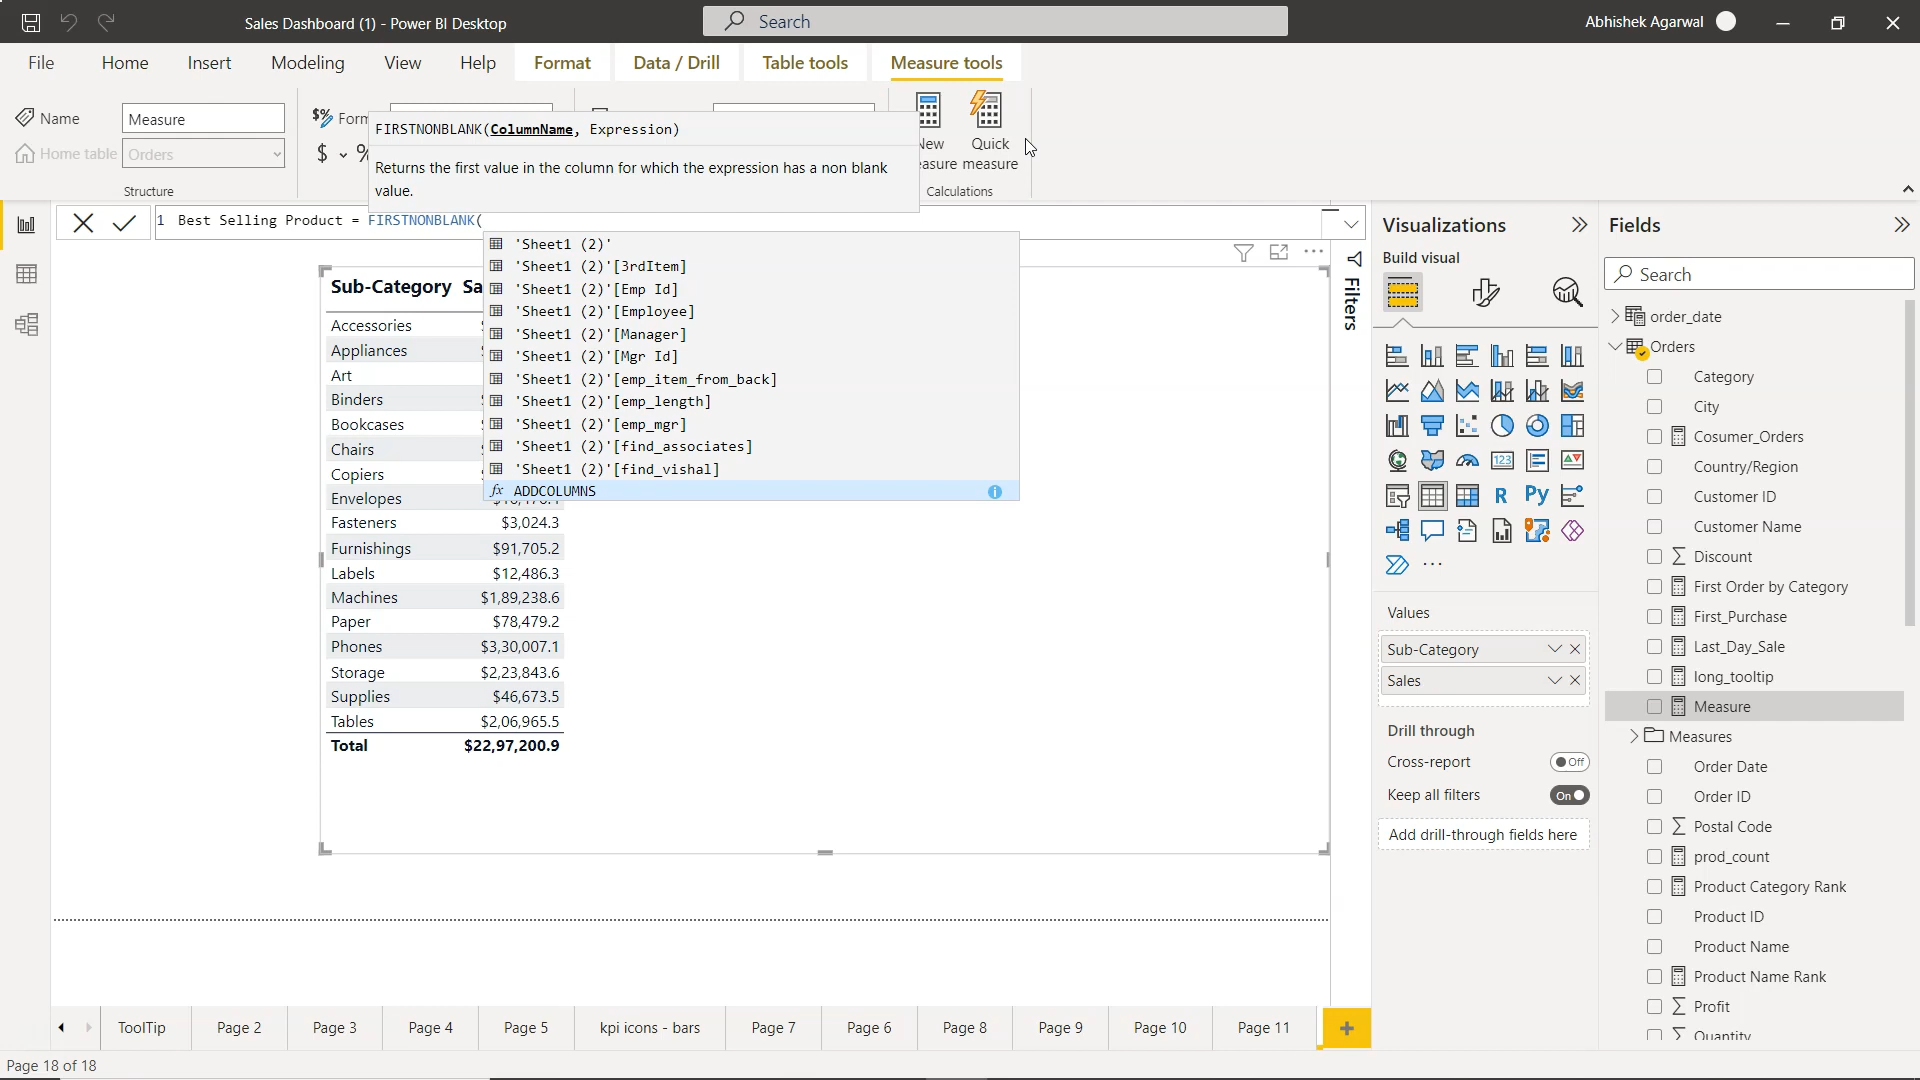 Sales Dashboard (1) - Power BI Desktop
Search
Abhishek Agarwal
File Home Insert Modeling View Help Format Data / Drill Table tools Measure tools
Name Measure
$% Form
Home table Orders
$ %
Structure
FIRSTNONBLANK(ColumnName, Expression)
Returns the first value in the column for which the expression has a non blank
value.
Quick
measure
Calculations
1 Best Selling Product = FIRSTNONBLANK(
'Sheet1 (2)'
'Sheet1 (2)'[3rdItem]
'Sheet1 (2)'[Emp Id]
'Sheet1 (2)'[Employee]
'Sheet1 (2)'[Manager]
'Sheet1 (2)'[Mgr Id]
'Sheet1 (2)'[emp_item_from_back]
'Sheet1 (2)'[emp_length]
'Sheet1 (2)'[emp_mgr]
'Sheet1 (2)'[find_associates]
'Sheet1 (2)'[find_vishal]
fx ADDCOLUMNS
Sub-Category Sa
Accessories
Appliances
Art
Binders
Bookcases
Chairs
Copiers
Envelopes
Fasteners $3,024.3
Furnishings $91,705.2
Labels $12,486.3
Machines $1,89,238.6
Paper $78,479.2
Phones $3,30,007.1
Storage $2,23,843.6
Supplies $46,673.5
Tables $2,06,965.5
Total $22,97,200.9
Filters
Visualizations
Build visual
123
R
Py
Values
Sub-Category
Sales
Drill through
Cross-report Off
Keep all filters On
Add drill-through fields here
Fields
Search
order_date
Orders
Category
City
Cosumer_Orders
Country/Region
Customer ID
Customer Name
Discount
First Order by Category
First_Purchase
Last_Day_Sale
long_tooltip
Measure
Measures
Order Date
Order ID
Postal Code
prod_count
Product Category Rank
Product ID
Product Name
Product Name Rank
Profit
Quantity
ToolTip Page 2 Page 3 Page 4 Page 5 kpi icons - bars Page 7 Page 6 Page 8 Page 9 Page 10 Page 11
Page 18 of 18